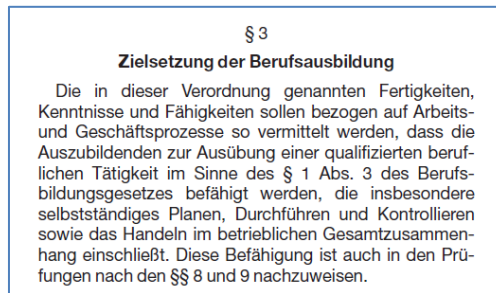 § 3
Zielsetzung der Berufsausbildung
Die in dieser Verordnung genannten Fertigkeiten,
Kenntnisse und Fähigkeiten sollen bezogen auf Arbeits-
und Geschäftsprozesse so vermittelt werden, dass die
Auszubildenden zur Ausübung einer qualifizierten beruf-
lichen Tätigkeit im Sinne des § 1 Abs. 3 des Berufs-
bildungsgesetzes befähigt werden, die insbesondere
selbstständiges Planen, Durchführen und Kontrollieren
sowie das Handeln im betrieblichen Gesamtzusammen-
hang einschließt. Diese Befähigung ist auch in den Prü-
fungen nach den §§ 8 und 9 nachzuweisen.